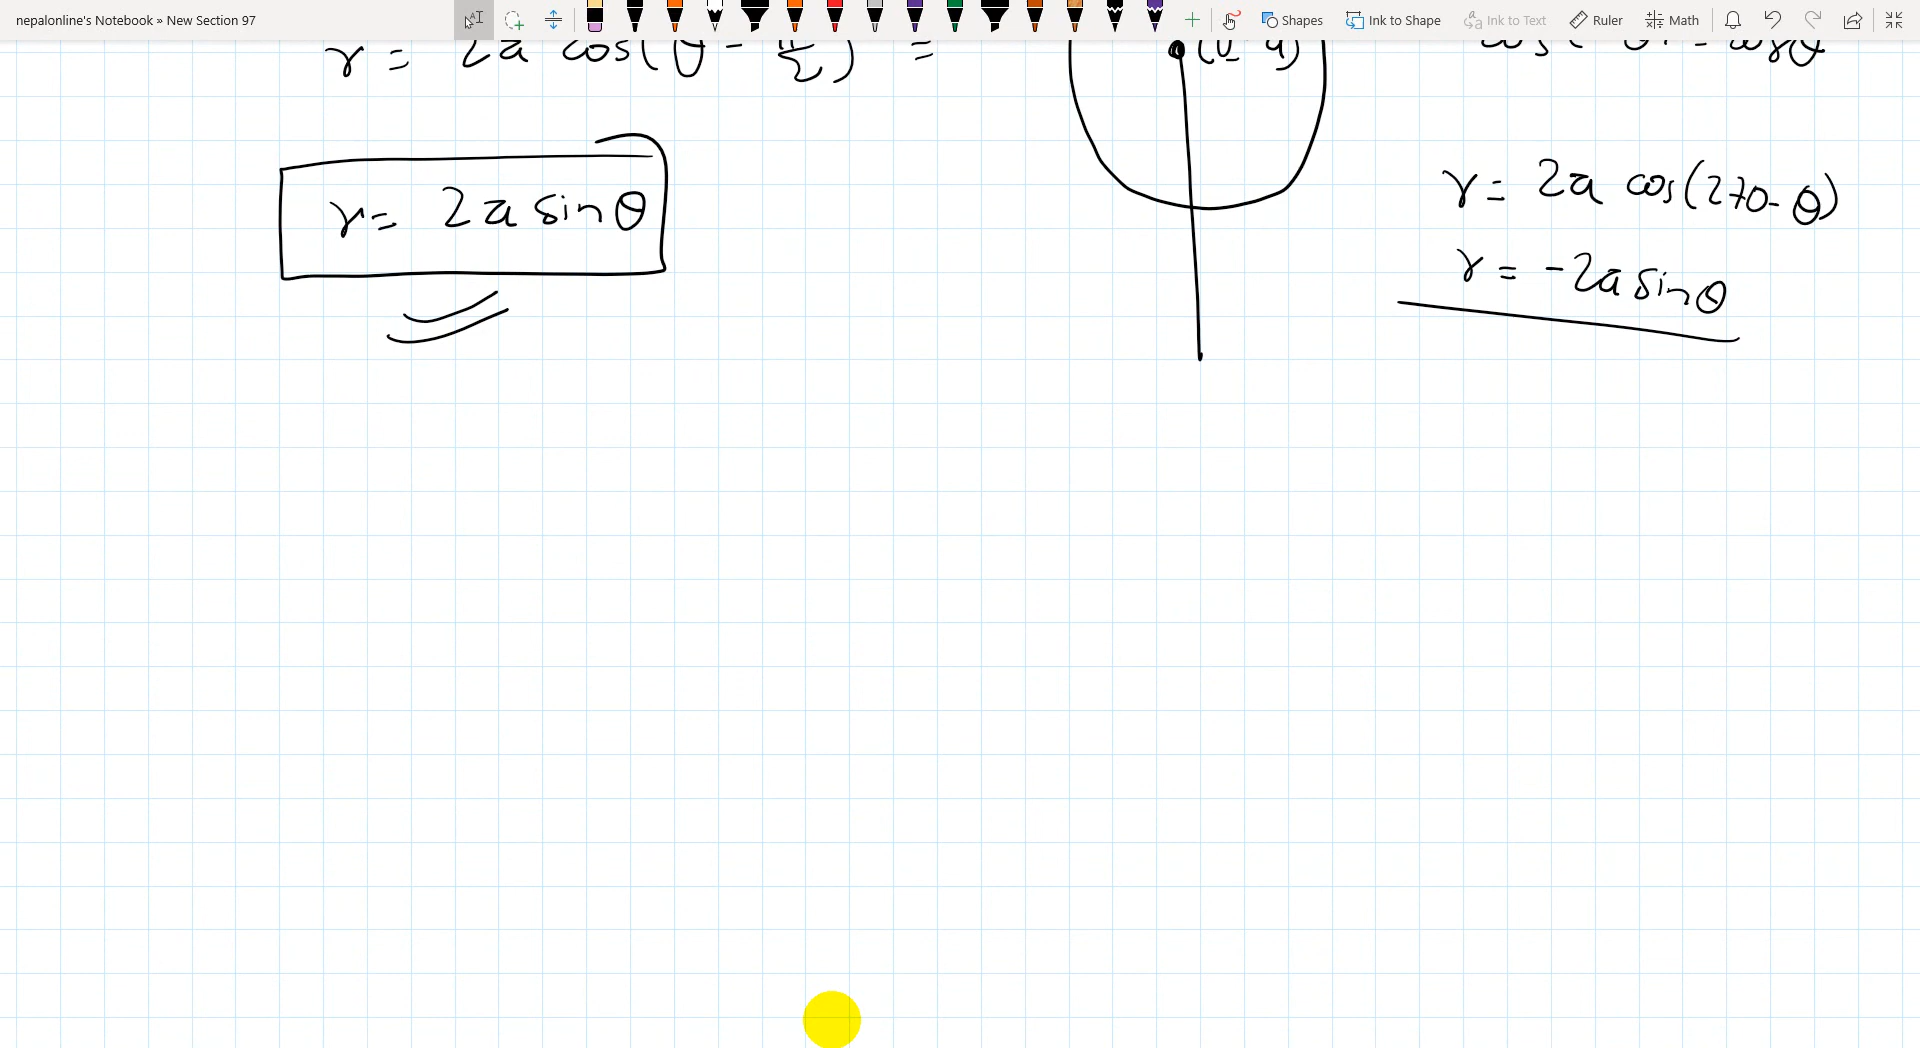 nepalonline's Notebook » New Section 97
Shapes
Ink to Shape
Ink to Text
Ruler
Math
r = 2a cos(θ - π/2) =
r = 2a sinθ
r = 2a cos(270-θ)
r = -2a sinθ